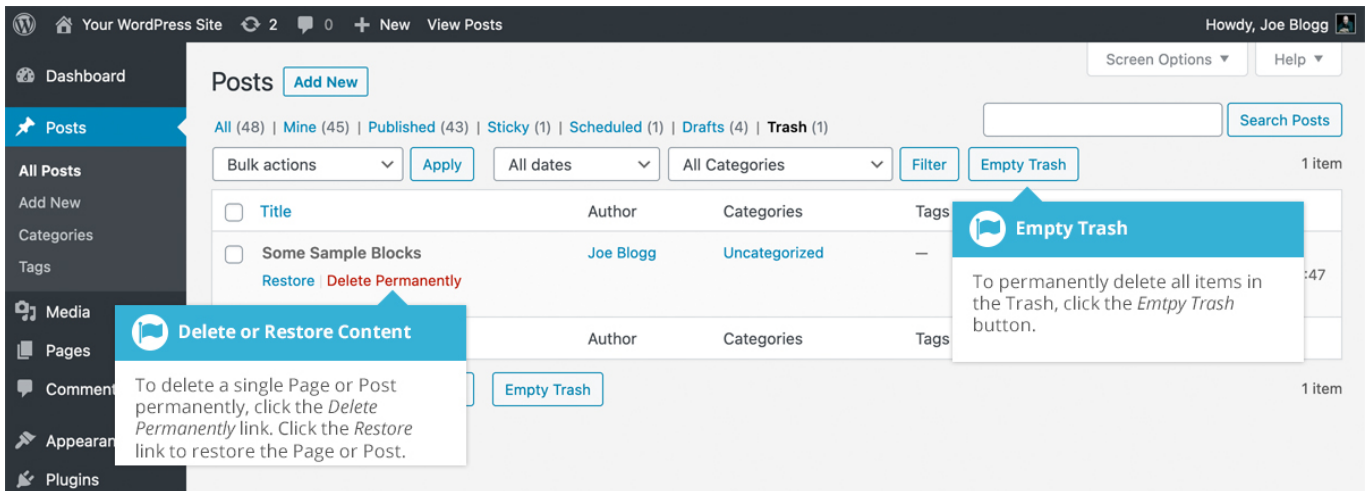 Your WordPress Site 2 0 New View Posts Howdy, Joe Blogg
Dashboard
Posts
All Posts
Add New
Categories
Tags
Media
Pages
Comment
Appearan
Plugins
Screen Options Help
Posts Add New
All (48) | Mine (45) | Published (43) | Sticky (1) | Scheduled (1) | Drafts (4) | Trash (1)
Search Posts
Bulk actions Apply All dates All Categories Filter Empty Trash 1 item
Title Author Categories Tags
Some Sample Blocks Joe Blogg Uncategorized —
Restore | Delete Permanently
:47
Empty Trash
To permanently delete all items in
the Trash, click the Emtpy Trash
button.
Delete or Restore Content
To delete a single Page or Post
permanently, click the Delete
Permanently link. Click the Restore
link to restore the Page or Post.
Author Categories Tags
Empty Trash 1 item